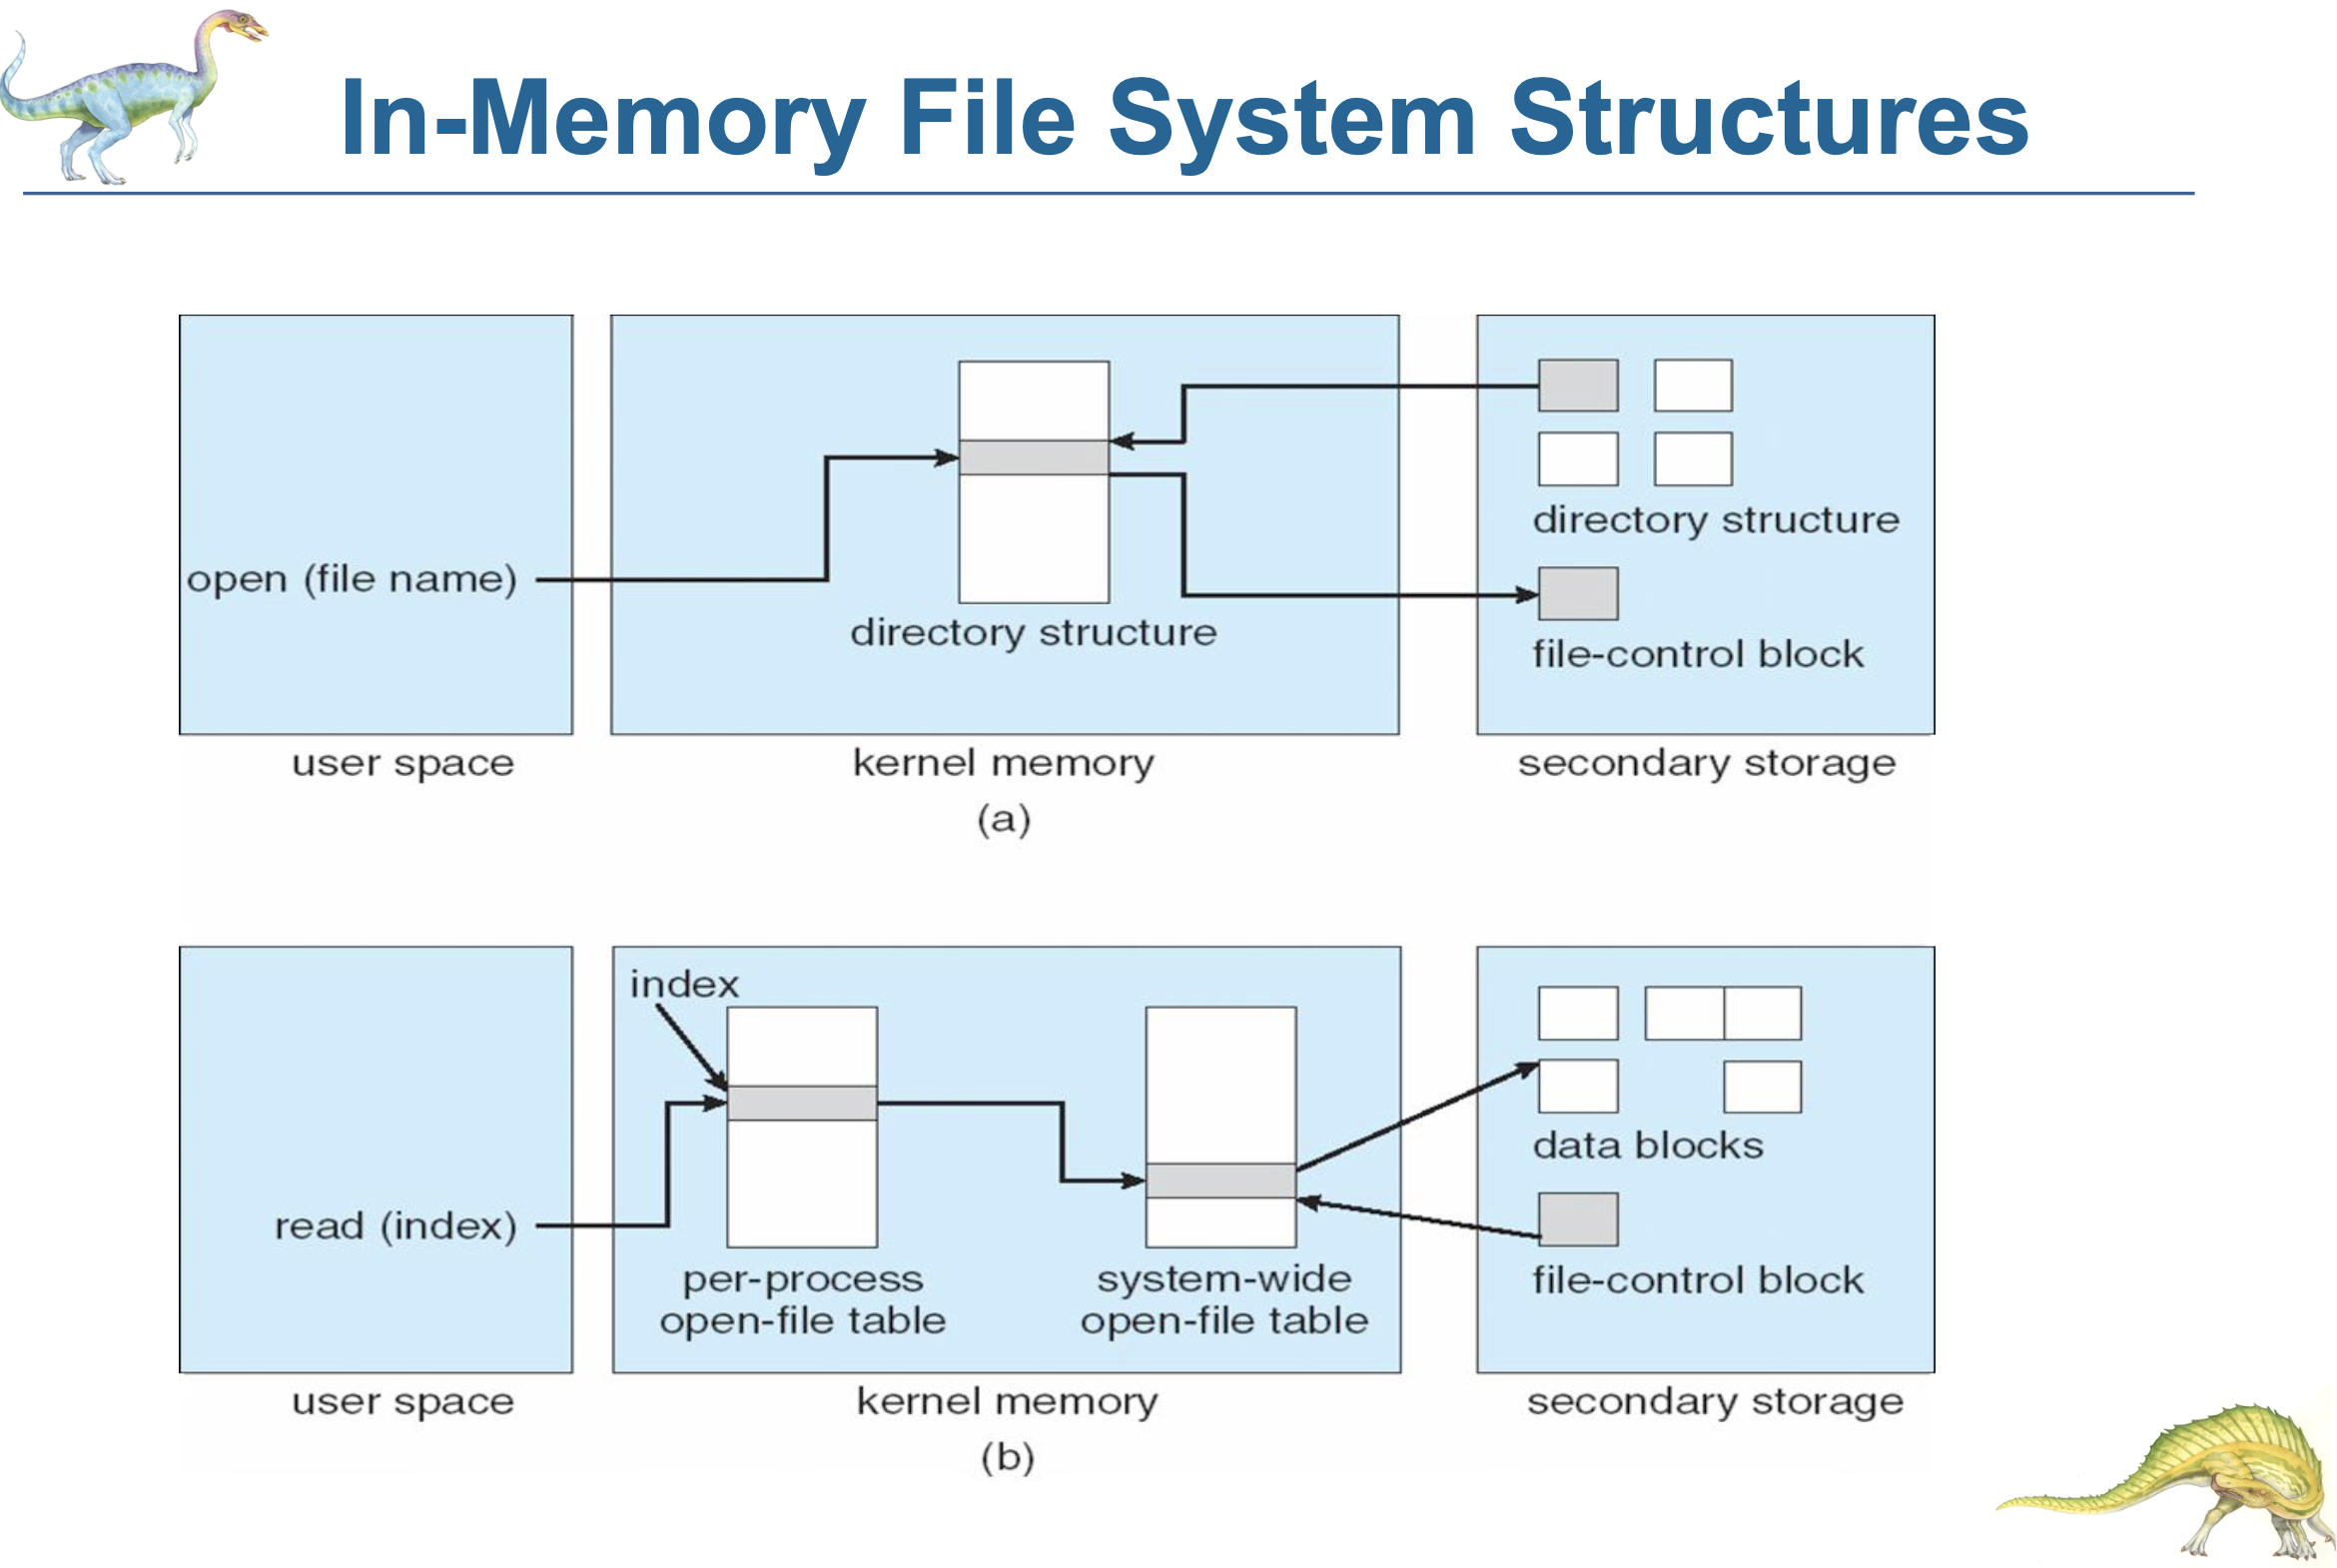 In-Memory File System Structures
open (file name)
directory structure
directory structure
file-control block
user space
kernel memory
secondary storage
(a)
index
read (index)
per-process
open-file table
system-wide
open-file table
data blocks
file-control block
user space
kernel memory
secondary storage
(b)